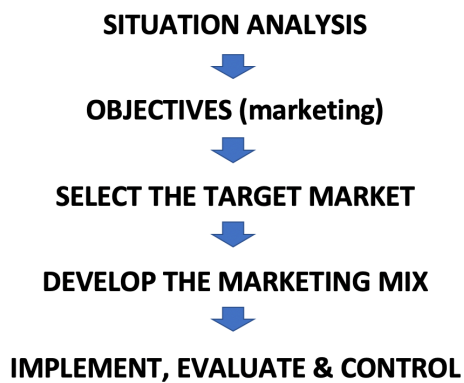 SITUATION ANALYSIS
OBJECTIVES (marketing)
SELECT THE TARGET MARKET
DEVELOP THE MARKETING MIX
IMPLEMENT, EVALUATE & CONTROL